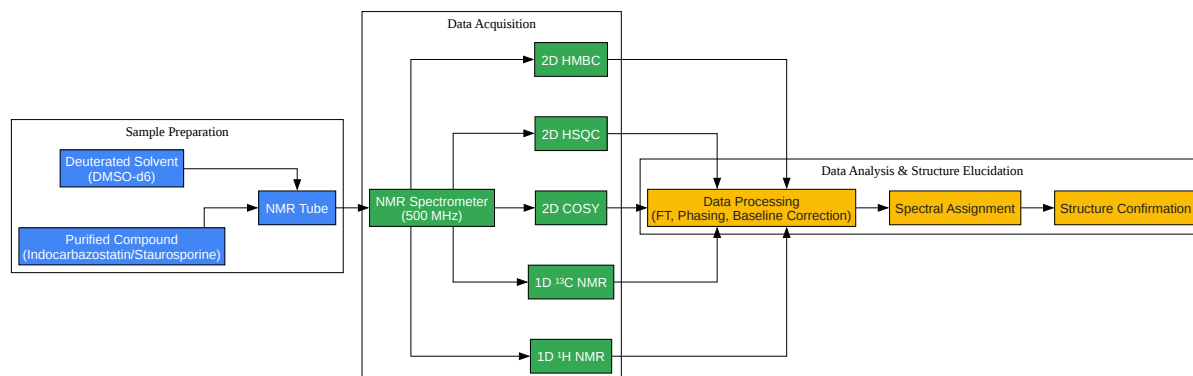 Sample Preparation
Deuterated Solvent
(DMSO-d6)
Purified Compound
(Indocarbazostatin/Staurosporine)
NMR Tube
Data Acquisition
NMR Spectrometer
(500 MHz)
2D HMBC
2D HSQC
2D COSY
1D ¹³C NMR
1D ¹H NMR
Data Analysis & Structure Elucidation
Data Processing
(FT, Phasing, Baseline Correction)
Spectral Assignment
Structure Confirmation